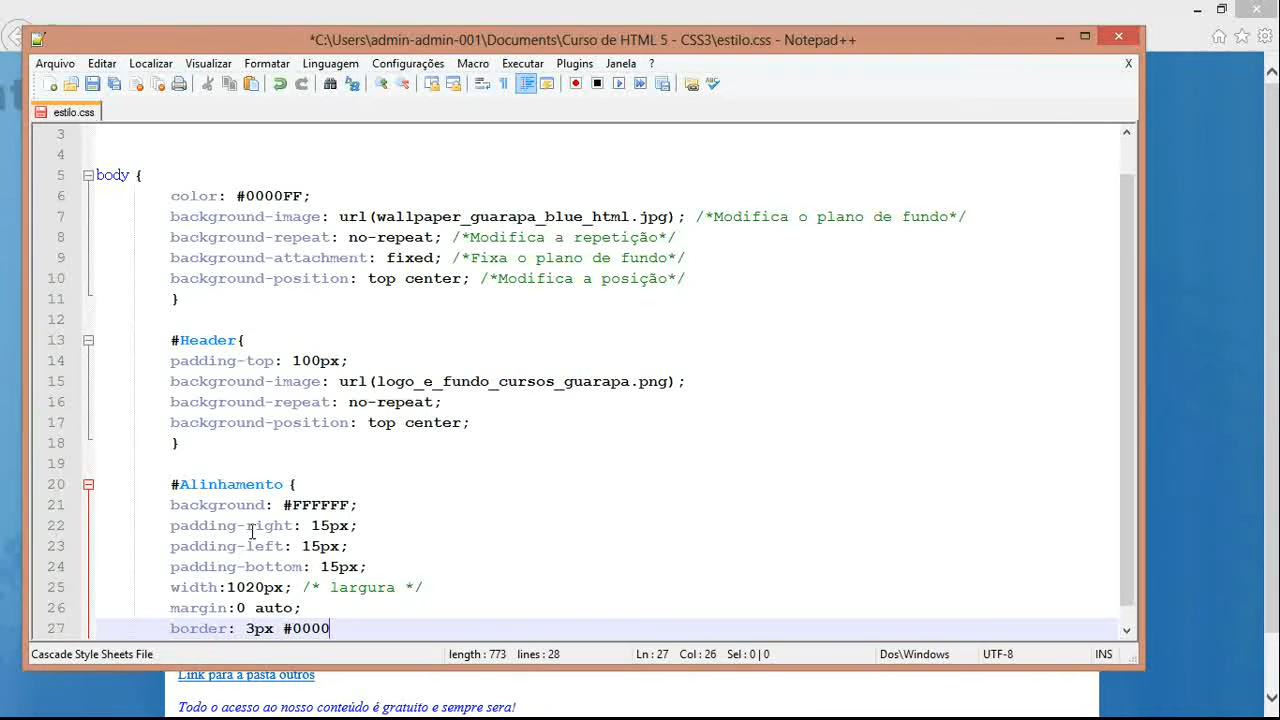 *C:\Users\admin-admin-001\Documents\Curso de HTML 5 - CSS3\estilo.css - Notepad++
Arquivo Editar Localizar Visualizar Formatar Linguagem Configurações Macro Executar Plugins Janela ? X
estilo.css
3
4
5 body {
6 color: #0000FF;
7 background-image: url(wallpaper_guarapa_blue_html.jpg); /*Modifica o plano de fundo*/
8 background-repeat: no-repeat; /*Modifica a repetição*/
9 background-attachment: fixed; /*Fixa o plano de fundo*/
10 background-position: top center; /*Modifica a posição*/
11 }
12
13 #Header{
14 padding-top: 100px;
15 background-image: url(logo_e_fundo_cursos_guarapa.png);
16 background-repeat: no-repeat;
17 background-position: top center;
18 }
19
20 #Alinhamento {
21 background: #FFFFFF;
22 padding-right: 15px;
23 padding-left: 15px;
24 padding-bottom: 15px;
25 width:1020px; /* largura */
26 margin:0 auto;
27 border: 3px #0000
Cascade Style Sheets File length : 773 lines : 28 Ln : 27 Col : 26 Sel : 0 | 0 Dos\Windows UTF-8 INS
Link para a pasta outros
Todo o acesso ao nosso conteúdo é gratuito e sempre sera!